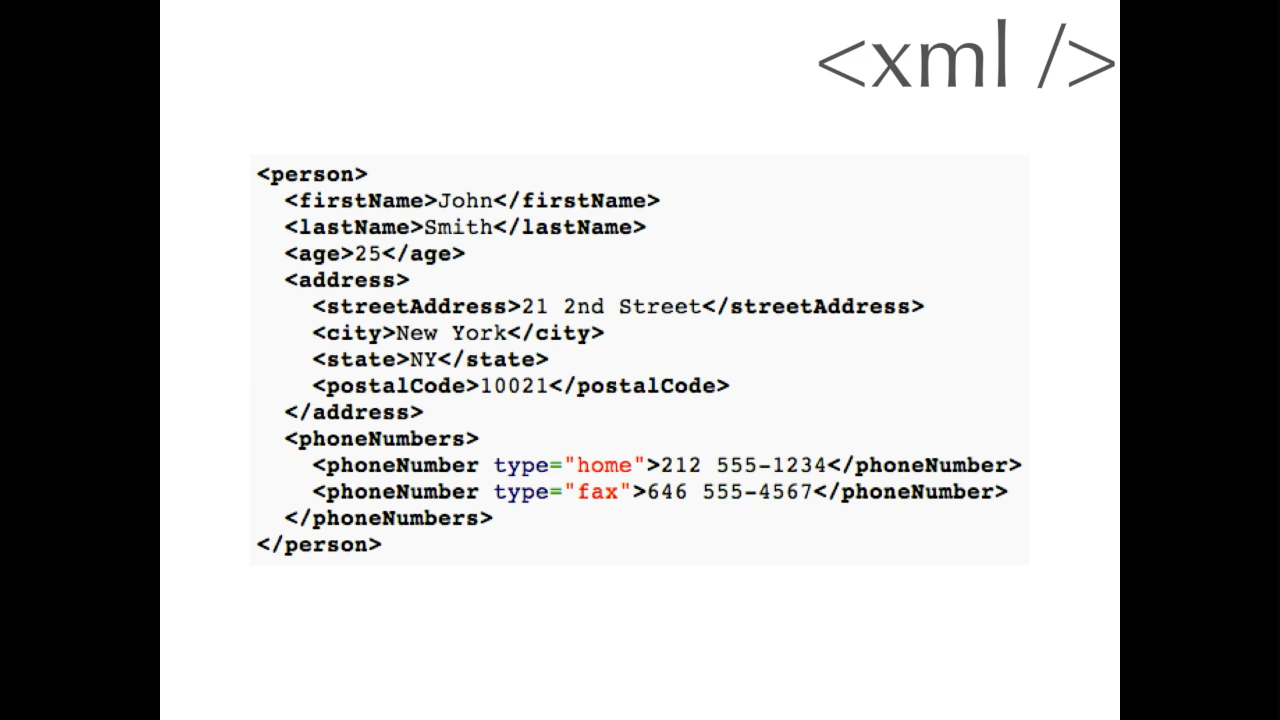 <xml />
<person>
  <firstName>John</firstName>
  <lastName>Smith</lastName>
  <age>25</age>
  <address>
    <streetAddress>21 2nd Street</streetAddress>
    <city>New York</city>
    <state>NY</state>
    <postalCode>10021</postalCode>
  </address>
  <phoneNumbers>
    <phoneNumber type="home">212 555-1234</phoneNumber>
    <phoneNumber type="fax">646 555-4567</phoneNumber>
  </phoneNumbers>
</person>